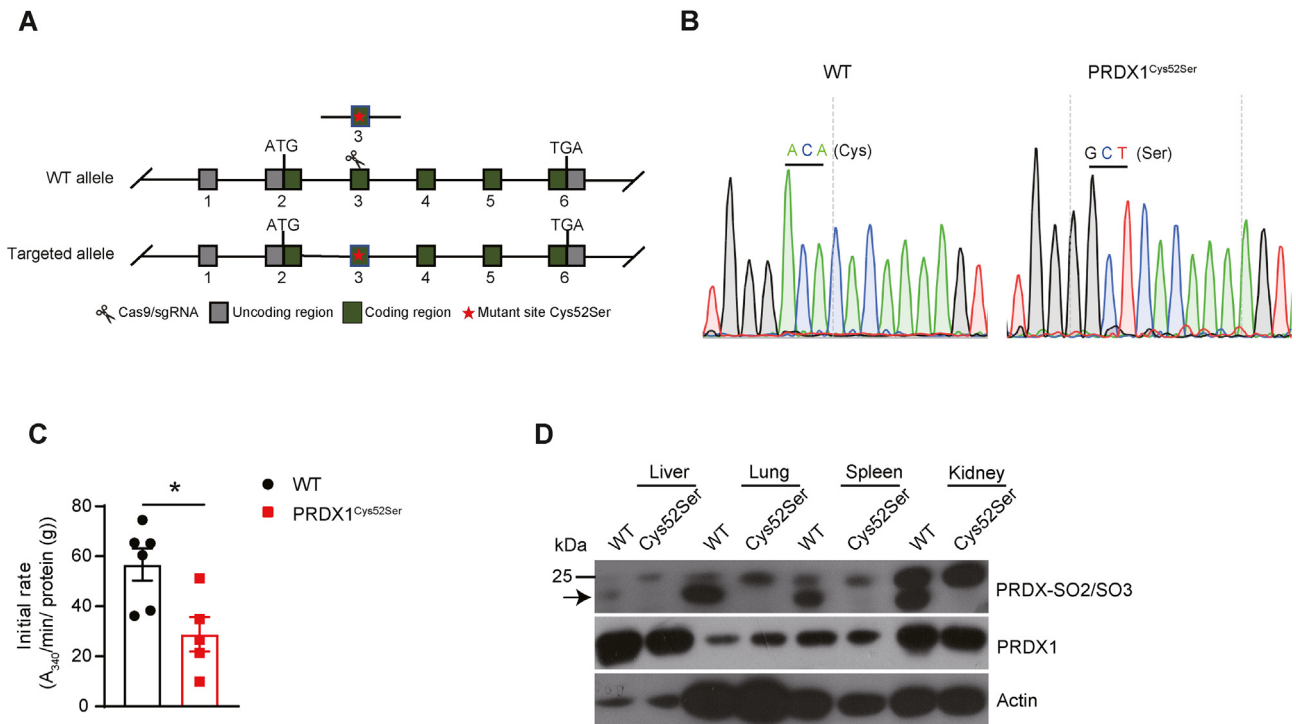 A
3
ATG
TGA
WT allele
1 2 3 4 5 6
ATG
TGA
Targeted allele
1 2 3 4 5 6
Cas9/sgRNA Uncoding region Coding region Mutant site Cys52Ser
B
WT
PRDX1Cys52Ser
A C A (Cys)
G C T (Ser)
C
WT
PRDX1Cys52Ser
*
80
60
40
20
0
Initial rate
(A340/min/ protein (g))
D
Liver Lung Spleen Kidney
WT Cys52Ser WT Cys52Ser WT Cys52Ser WT Cys52Ser
kDa
25
PRDX-SO2/SO3
PRDX1
Actin